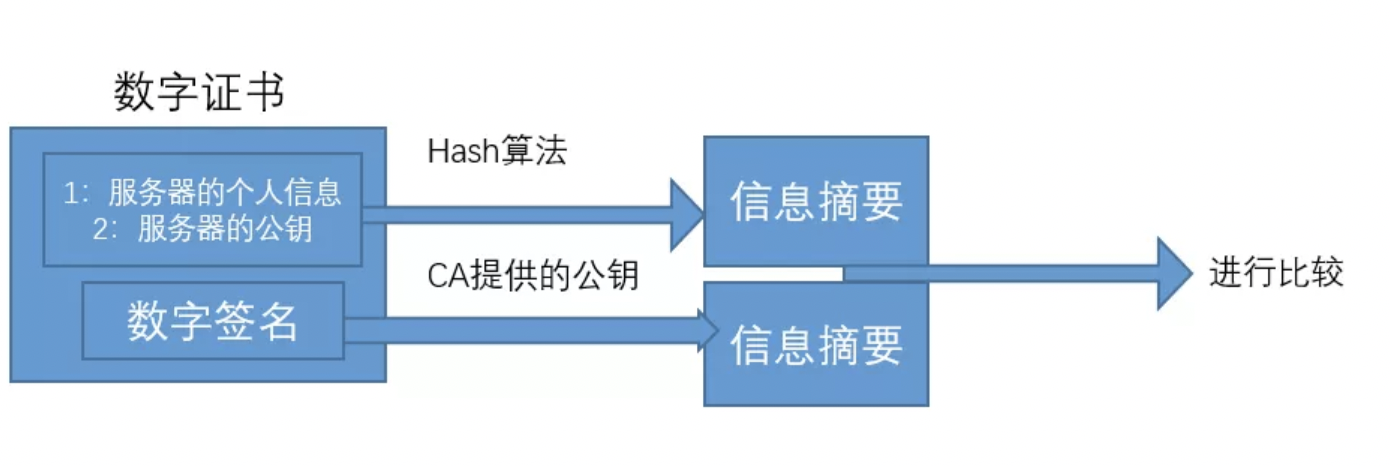 数字证书
Hash算法
1：服务器的个人信息
2：服务器的公钥
信息摘要
CA提供的公钥
进行比较
数字签名
信息摘要